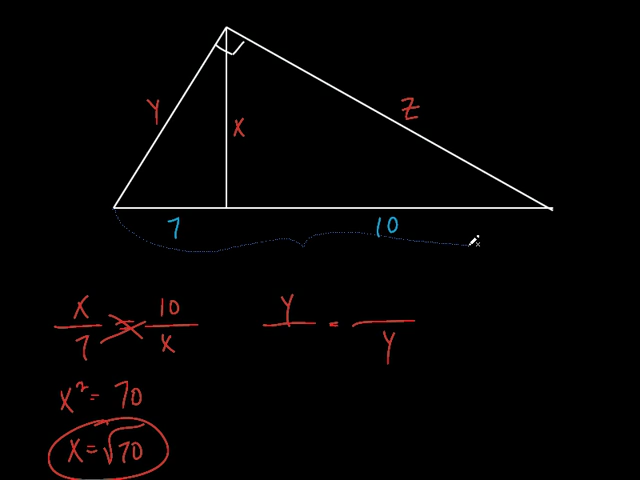 Y
X
Z
7
10
X/7 = 10/X
Y/ = /Y
X² = 70
X = √70